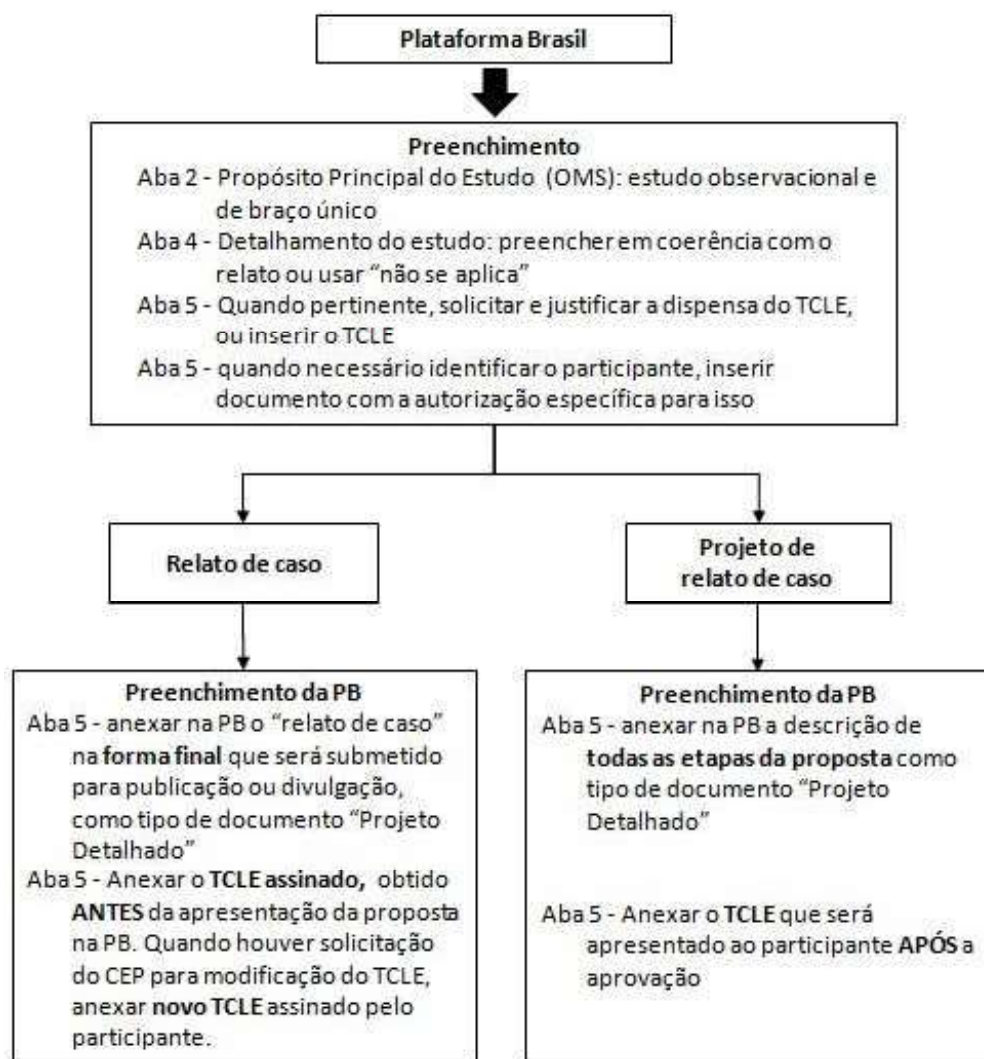 Plataforma Brasil
Preenchimento
Aba 2 - Propósito Principal do Estudo (OMS): estudo observacional e
de braço único
Aba 4 - Detalhamento do estudo: preencher em coerência com o
relato ou usar “não se aplica”
Aba 5 - Quando pertinente, solicitar e justificar a dispensa do TCLE,
ou inserir o TCLE
Aba 5 - quando necessário identificar o participante, inserir
documento com a autorização específica para isso
Relato de caso
Projeto de
relato de caso
Preenchimento da PB
Aba 5 - anexar na PB o “relato de caso”
na forma final que será submetido
para publicação ou divulgação,
como tipo de documento “Projeto
Detalhado”
Aba 5 - Anexar o TCLE assinado, obtido
ANTES da apresentação da proposta
na PB. Quando houver solicitação
do CEP para modificação do TCLE,
anexar novo TCLE assinado pelo
participante.
Preenchimento da PB
Aba 5 - anexar na PB a descrição de
todas as etapas da proposta como
tipo de documento “Projeto
Detalhado”
Aba 5 - Anexar o TCLE que será
apresentado ao participante APÓS a
aprovação